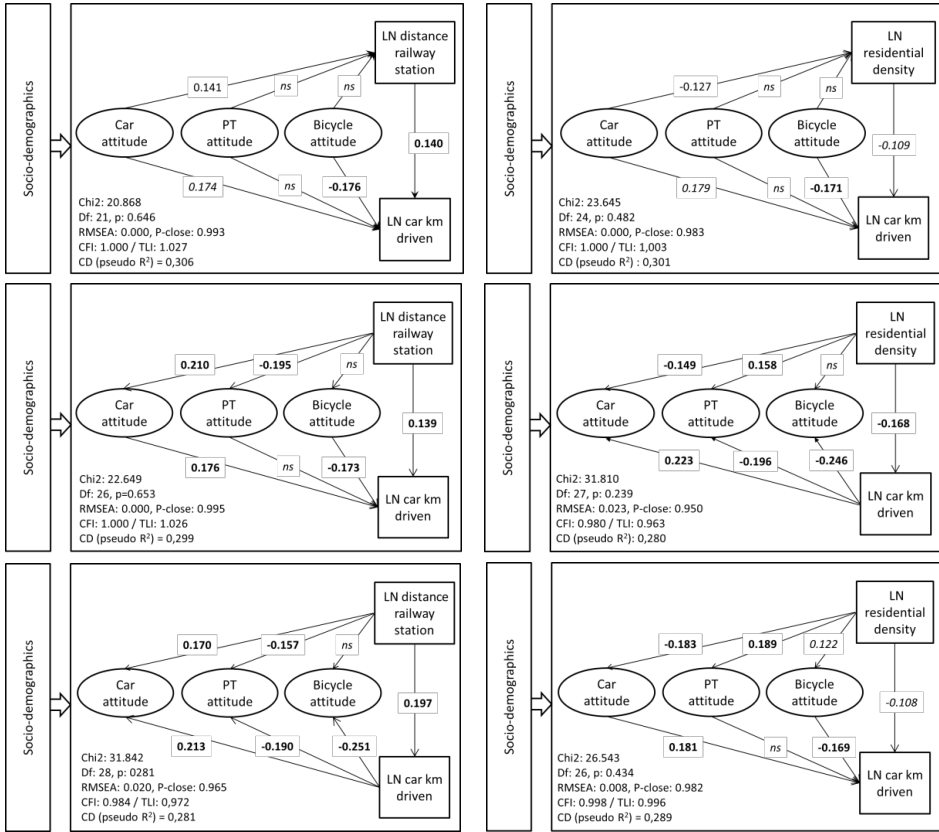 Socio-demographics
LN distance
railway
station
0.141
ns
ns
Car
attitude
PT
attitude
Bicycle
attitude
0.140
0.174
ns
-0.176
LN car km
driven
Chi2: 20.868
Df: 21, p: 0.646
RMSEA: 0.000, P-close: 0.993
CFI: 1.000 / TLI: 1.027
CD (pseudo R²) = 0,306
Socio-demographics
LN
residential
density
-0.127
ns
ns
Car
attitude
PT
attitude
Bicycle
attitude
-0.109
0.179
ns
-0.171
LN car km
driven
Chi2: 23.645
Df: 24, p: 0.482
RMSEA: 0.000, P-close: 0.983
CFI: 1.000 / TLI: 1,003
CD (pseudo R²) : 0,301
Socio-demographics
LN distance
railway
station
0.210
-0.195
ns
Car
attitude
PT
attitude
Bicycle
attitude
0.139
0.176
ns
-0.173
LN car km
driven
Chi2: 22.649
Df: 26, p=0.653
RMSEA: 0.000, P-close: 0.995
CFI: 1.000 / TLI: 1.026
CD (pseudo R²) = 0,299
Socio-demographics
LN
residential
density
-0.149
0.158
ns
Car
attitude
PT
attitude
Bicycle
attitude
-0.168
0.223
-0.196
-0.246
LN car km
driven
Chi2: 31.810
Df: 27, p: 0.239
RMSEA: 0.023, P-close: 0.950
CFI: 0.980 / TLI: 0.963
CD (pseudo R²): 0,280
Socio-demographics
LN distance
railway
station
0.170
-0.157
ns
Car
attitude
PT
attitude
Bicycle
attitude
0.197
0.213
-0.190
-0.251
LN car km
driven
Chi2: 31.842
Df: 28, p: 0281
RMSEA: 0.020, P-close: 0.965
CFI: 0.984 / TLI: 0,972
CD (pseudo R²) = 0,281
Socio-demographics
LN
residential
density
-0.183
0.189
0.122
Car
attitude
PT
attitude
Bicycle
attitude
-0.108
0.181
ns
-0.169
LN car km
driven
Chi2: 26.543
Df: 26, p: 0.434
RMSEA: 0.008, P-close: 0.982
CFI: 0.998 / TLI: 0.996
CD (pseudo R²) = 0,289